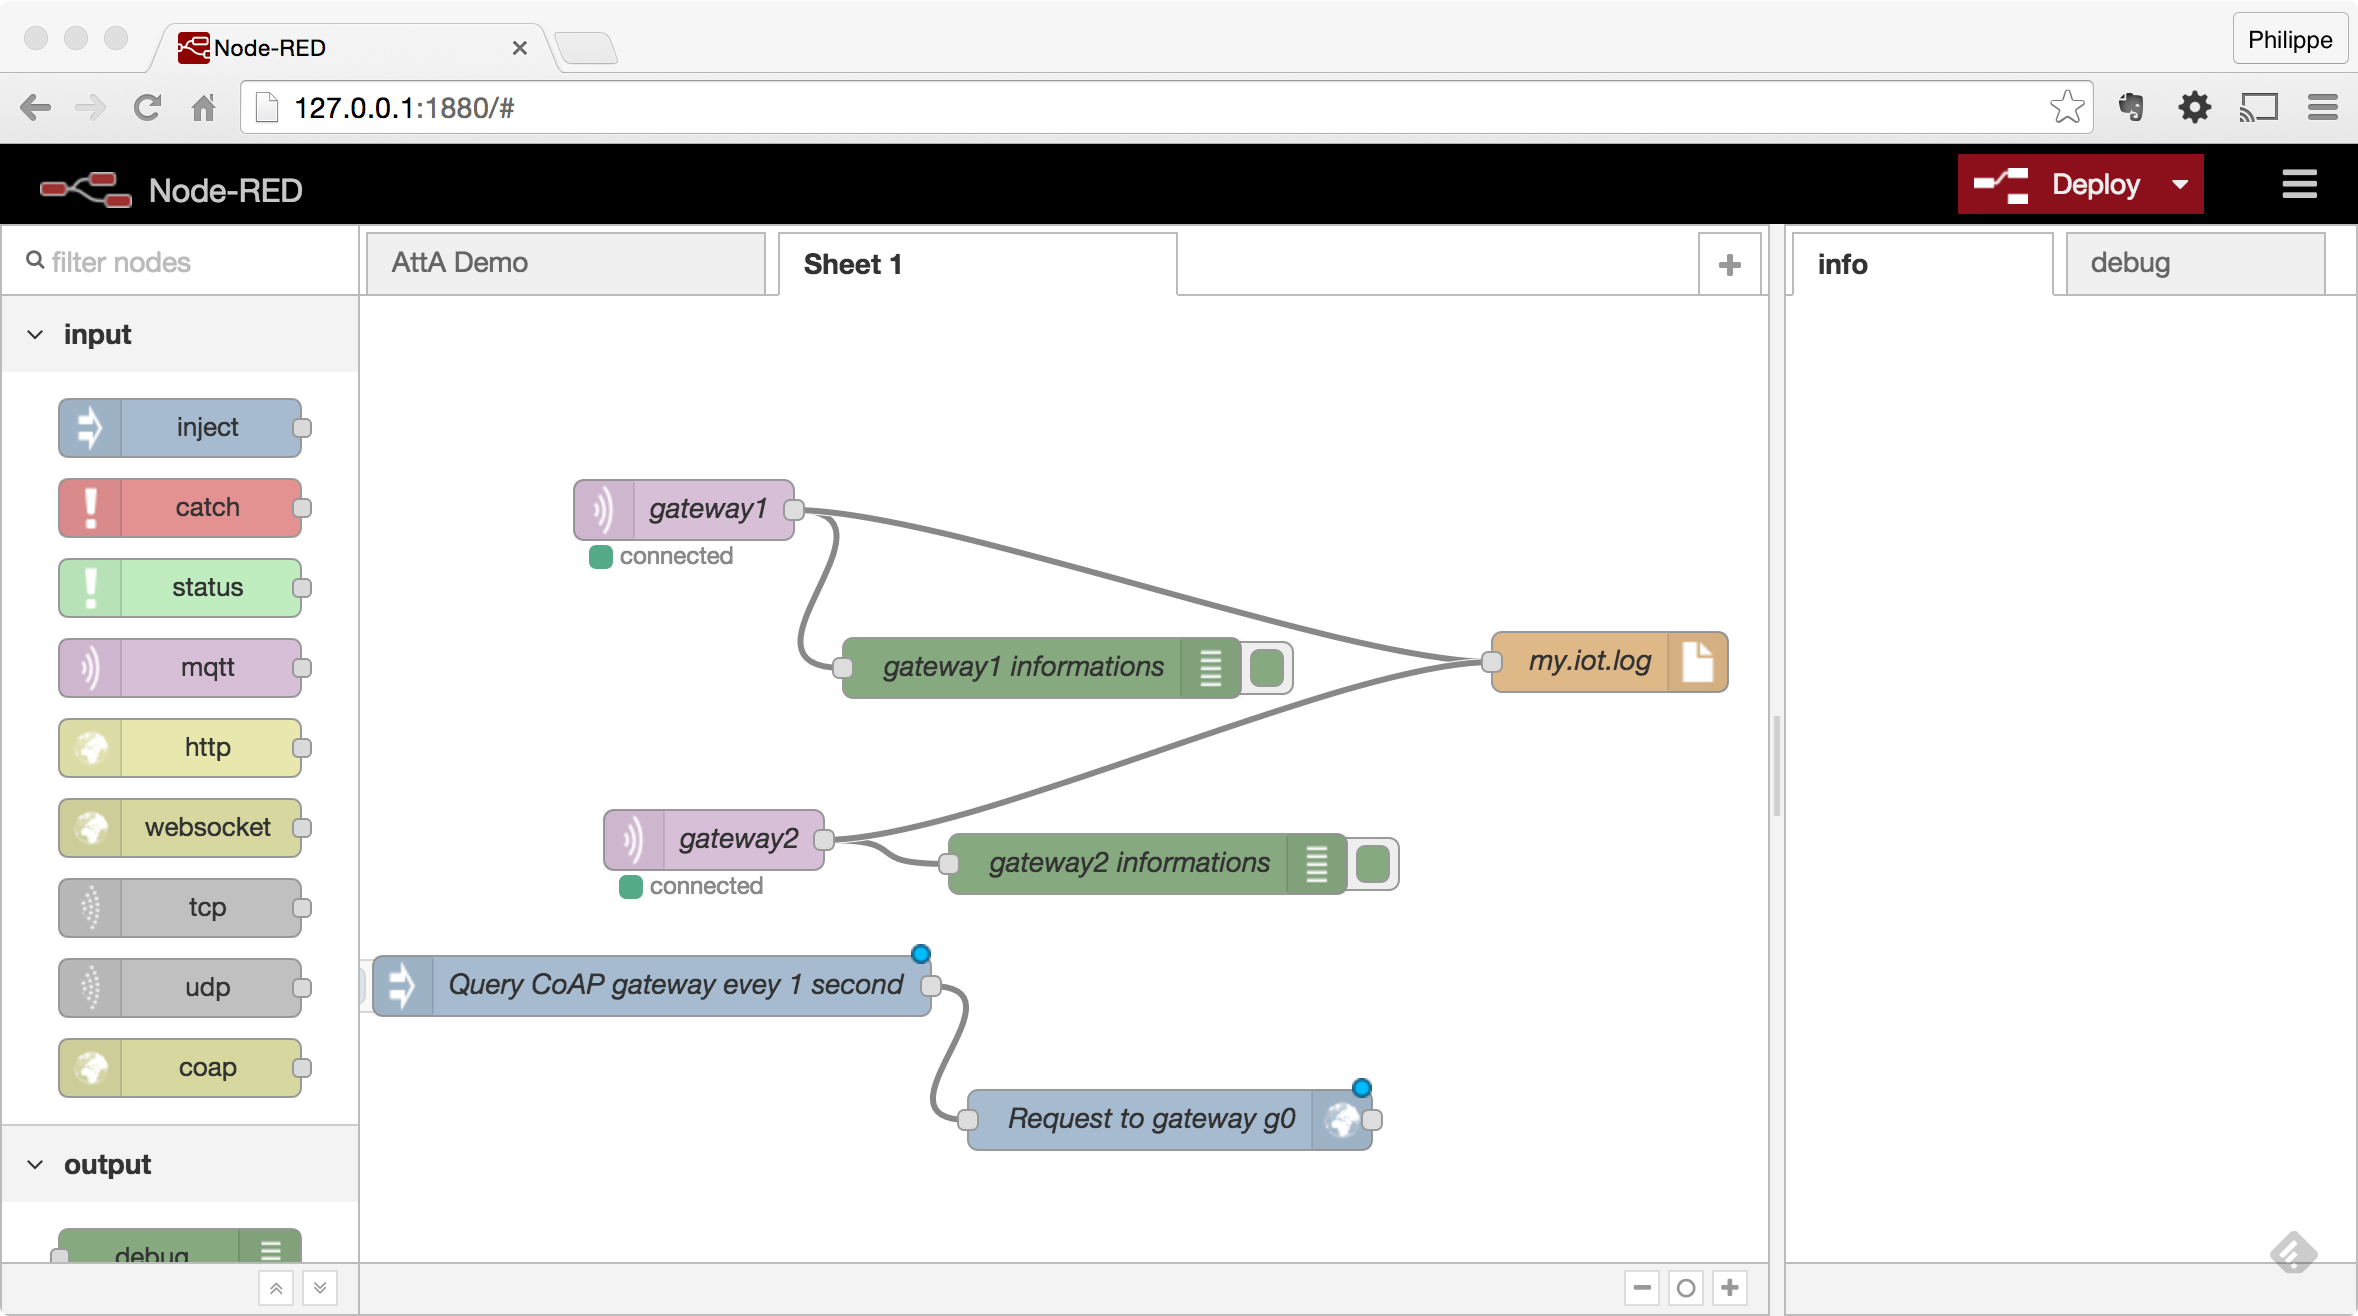 Node-RED
Philippe
127.0.0.1:1880/#
Node-RED
Deploy
filter nodes
AttA Demo
Sheet 1
info
debug
input
inject
catch
status
mqtt
http
websocket
tcp
udp
coap
output
debug
gateway1
connected
gateway1 informations
my.iot.log
gateway2
connected
gateway2 informations
Query CoAP gateway evey 1 second
Request to gateway g0